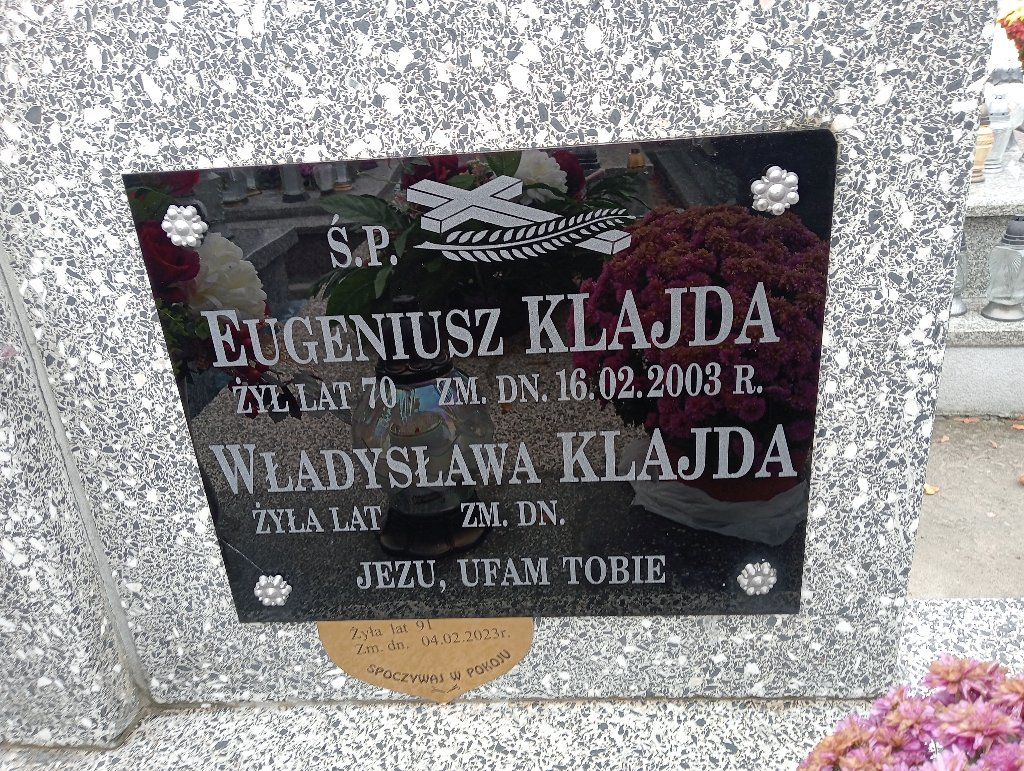 Ś.P.
EUGENIUSZ KLAJDA
ŻYŁ LAT 70 ZM. DN. 16.02.2003 R.
WŁADYSŁAWA KLAJDA
ŻYŁA LAT ZM. DN.
JEZU, UFAM TOBIE
Żyła lat 91
Zm. dn. 04.02.2023r.
SPOCZYWAJ W POKOJU